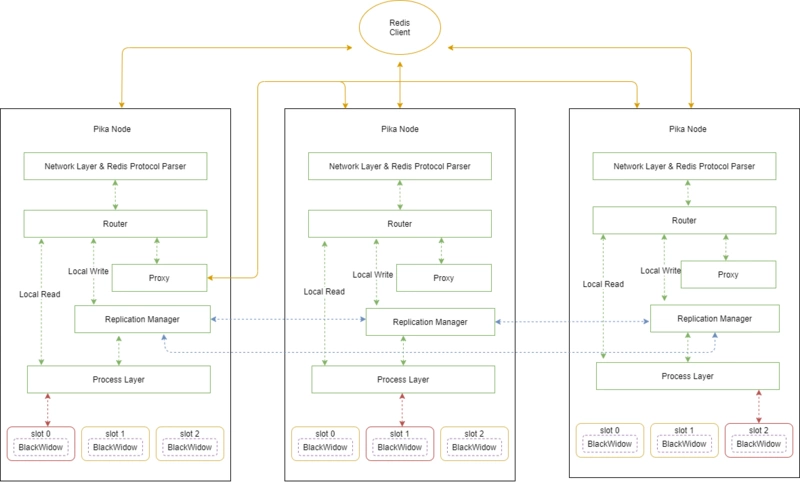 Redis
Client
Pika Node
Network Layer & Redis Protocol Parser
Router
Local Write
Proxy
Local Read
Replication Manager
Process Layer
slot 0
BlackWidow
slot 1
BlackWidow
slot 2
BlackWidow
Pika Node
Network Layer & Redis Protocol Parser
Router
Local Write
Proxy
Local Read
Replication Manager
Process Layer
slot 0
BlackWidow
slot 1
BlackWidow
slot 2
BlackWidow
Pika Node
Network Layer & Redis Protocol Parser
Router
Local Write
Proxy
Local Read
Replication Manager
Process Layer
slot 0
BlackWidow
slot 1
BlackWidow
slot 2
BlackWidow